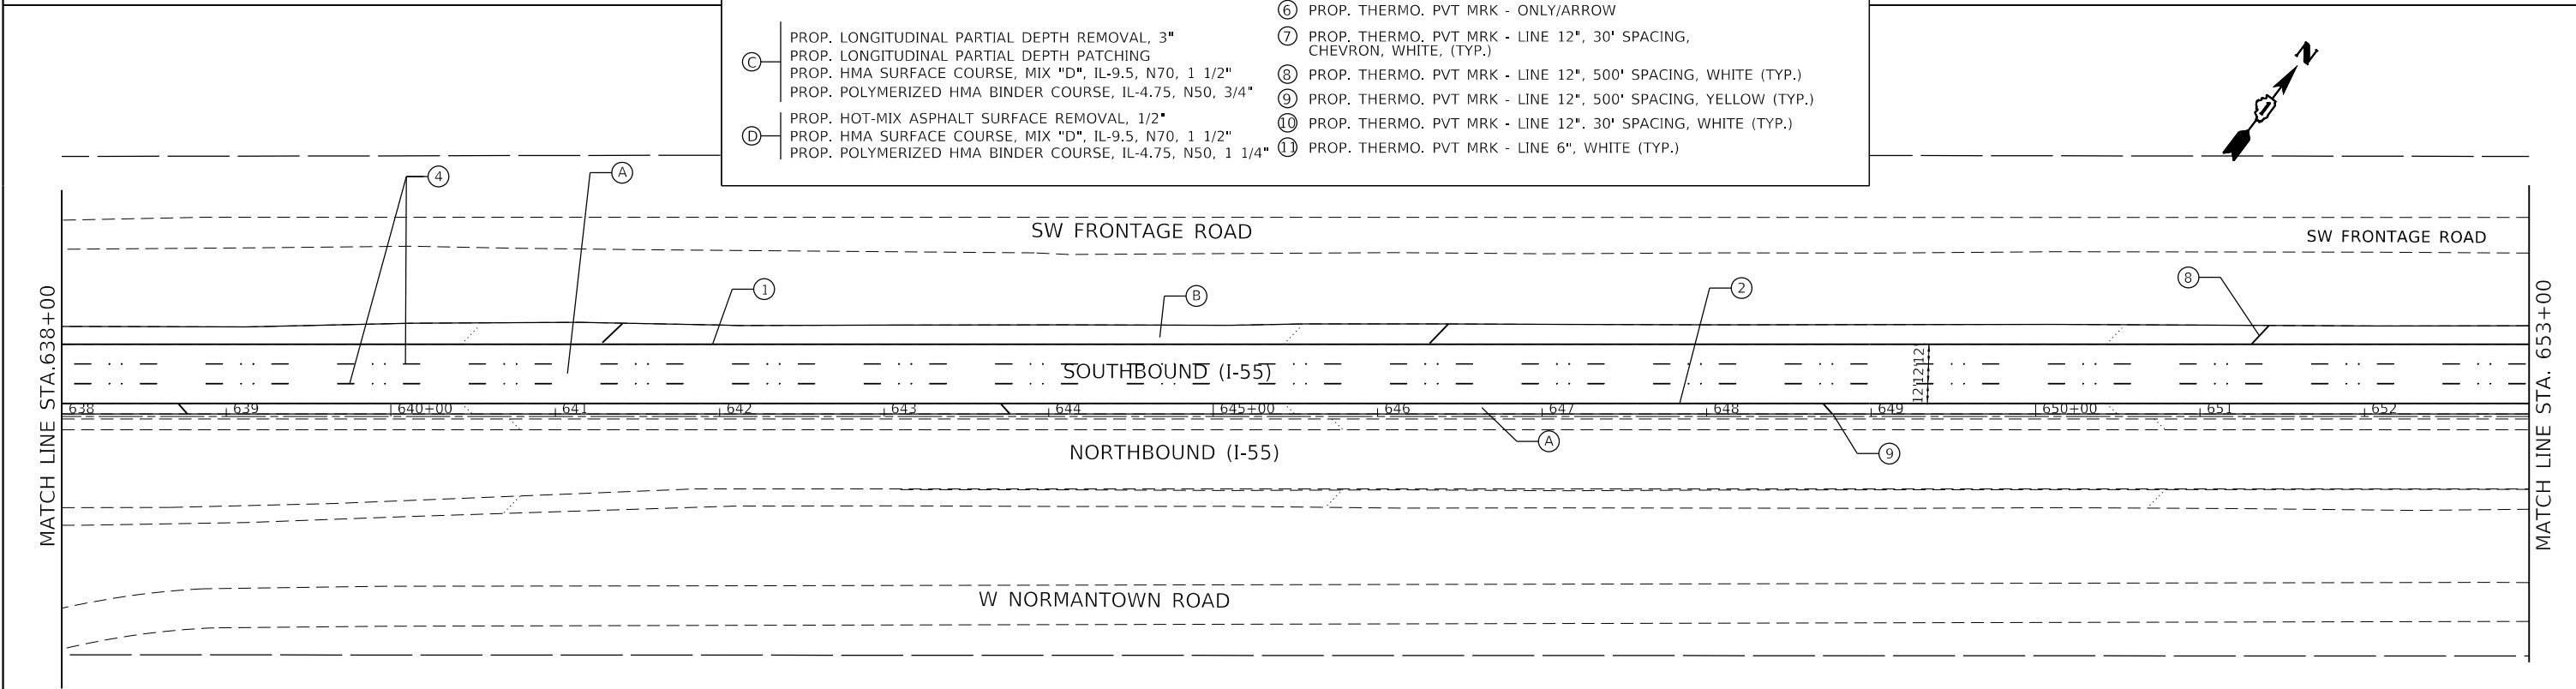 C
PROP. LONGITUDINAL PARTIAL DEPTH REMOVAL, 3"
PROP. LONGITUDINAL PARTIAL DEPTH PATCHING
PROP. HMA SURFACE COURSE, MIX "D", IL-9.5, N70, 1 1/2"
PROP. POLYMERIZED HMA BINDER COURSE, IL-4.75, N50, 3/4"
D
PROP. HOT-MIX ASPHALT SURFACE REMOVAL, 1/2"
PROP. HMA SURFACE COURSE, MIX "D", IL-9.5, N70, 1 1/2"
PROP. POLYMERIZED HMA BINDER COURSE, IL-4.75, N50, 1 1/4"
6 PROP. THERMO. PVT MRK - ONLY/ARROW
7 PROP. THERMO. PVT MRK - LINE 12", 30' SPACING,
CHEVRON, WHITE, (TYP.)
8 PROP. THERMO. PVT MRK - LINE 12", 500' SPACING, WHITE (TYP.)
9 PROP. THERMO. PVT MRK - LINE 12", 500' SPACING, YELLOW (TYP.)
10 PROP. THERMO. PVT MRK - LINE 12". 30' SPACING, WHITE (TYP.)
11 PROP. THERMO. PVT MRK - LINE 6", WHITE (TYP.)
N
4
A
SW FRONTAGE ROAD
SW FRONTAGE ROAD
1
B
2
8
MATCH LINE STA.638+00
MATCH LINE STA. 653+00
SOUTHBOUND (I-55)
12'
12'
12'
638 639 640+00 641 642 643 644 645+00 646 647 648 649 650+00 651 652
A
9
NORTHBOUND (I-55)
W NORMANTOWN ROAD